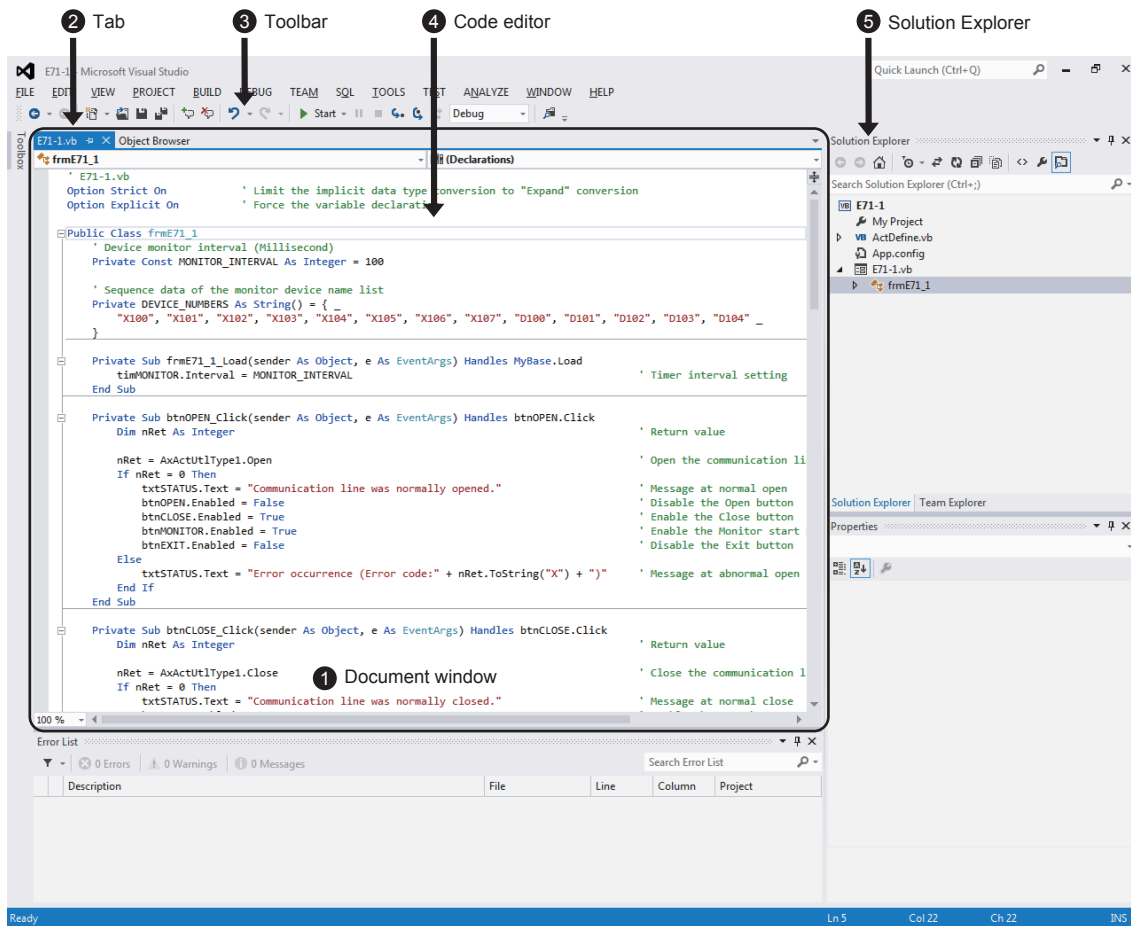 2 Tab
3 Toolbar
4 Code editor
5 Solution Explorer
E71-1 - Microsoft Visual Studio
Quick Launch (Ctrl+Q)
FILE EDIT VIEW PROJECT BUILD DEBUG TEAM SQL TOOLS TEST ANALYZE WINDOW HELP
Start
Debug
Toolbox
E71-1.vb Object Browser
frmE71_1
(Declarations)
' E71-1.vb
Option Strict On ' Limit the implicit data type conversion to "Expand" conversion
Option Explicit On ' Force the variable declarati
Public Class frmE71_1
' Device monitor interval (Millisecond)
Private Const MONITOR_INTERVAL As Integer = 100
' Sequence data of the monitor device name list
Private DEVICE_NUMBERS As String() = { _
"X100", "X101", "X102", "X103", "X104", "X105", "X106", "X107", "D100", "D101", "D102", "D103", "D104" _
}
Private Sub frmE71_1_Load(sender As Object, e As EventArgs) Handles MyBase.Load
timMONITOR.Interval = MONITOR_INTERVAL ' Timer interval setting
End Sub
Private Sub btnOPEN_Click(sender As Object, e As EventArgs) Handles btnOPEN.Click
Dim nRet As Integer ' Return value
nRet = AxActUtlType1.Open ' Open the communication li
If nRet = 0 Then
txtSTATUS.Text = "Communication line was normally opened." ' Message at normal open
btnOPEN.Enabled = False ' Disable the Open button
btnCLOSE.Enabled = True ' Enable the Close button
btnMONITOR.Enabled = True ' Enable the Monitor start
btnEXIT.Enabled = False ' Disable the Exit button
Else
txtSTATUS.Text = "Error occurrence (Error code:" + nRet.ToString("X") + ")" ' Message at abnormal open
End If
End Sub
Private Sub btnCLOSE_Click(sender As Object, e As EventArgs) Handles btnCLOSE.Click
Dim nRet As Integer ' Return value
nRet = AxActUtlType1.Close ' Close the communication l
1 Document window
If nRet = 0 Then
txtSTATUS.Text = "Communication line was normally closed." ' Message at normal close
100 %
Solution Explorer
Search Solution Explorer (Ctrl+;)
E71-1
My Project
ActDefine.vb
App.config
E71-1.vb
frmE71_1
Solution Explorer Team Explorer
Properties
Error List
0 Errors 0 Warnings 0 Messages
Search Error List
Description File Line Column Project
Ready
Ln 5 Col 22 Ch 22 INS